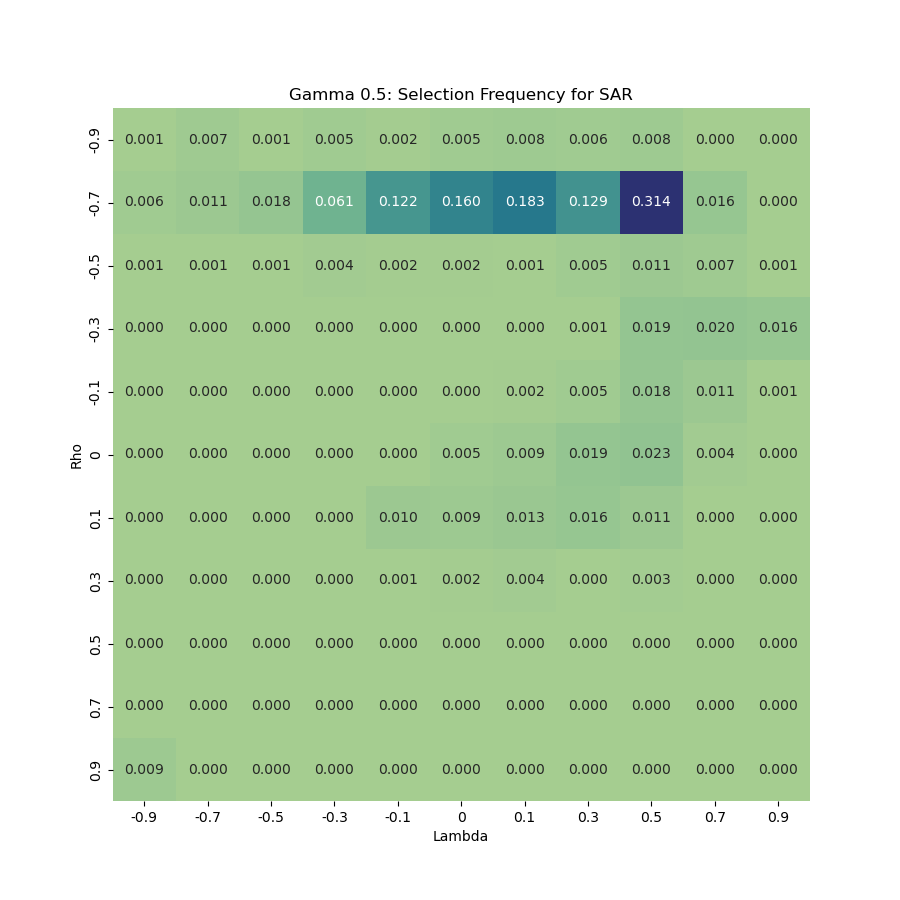 Gamma 0.5: Selection Frequency for SAR
-0.9 0.001 0.007 0.001 0.005 0.002 0.005 0.008 0.006 0.008 0.000 0.000
-0.7 0.006 0.011 0.018 0.061 0.122 0.160 0.183 0.129 0.314 0.016 0.000
-0.5 0.001 0.001 0.001 0.004 0.002 0.002 0.001 0.005 0.011 0.007 0.001
-0.3 0.000 0.000 0.000 0.000 0.000 0.000 0.000 0.001 0.019 0.020 0.016
-0.1 0.000 0.000 0.000 0.000 0.000 0.000 0.002 0.005 0.018 0.011 0.001
Rho
0 0.000 0.000 0.000 0.000 0.000 0.005 0.009 0.019 0.023 0.004 0.000
0.1 0.000 0.000 0.000 0.000 0.010 0.009 0.013 0.016 0.011 0.000 0.000
0.3 0.000 0.000 0.000 0.000 0.001 0.002 0.004 0.000 0.003 0.000 0.000
0.5 0.000 0.000 0.000 0.000 0.000 0.000 0.000 0.000 0.000 0.000 0.000
0.7 0.000 0.000 0.000 0.000 0.000 0.000 0.000 0.000 0.000 0.000 0.000
0.9 0.009 0.000 0.000 0.000 0.000 0.000 0.000 0.000 0.000 0.000 0.000
-0.9 -0.7 -0.5 -0.3 -0.1 0 0.1 0.3 0.5 0.7 0.9
Lambda